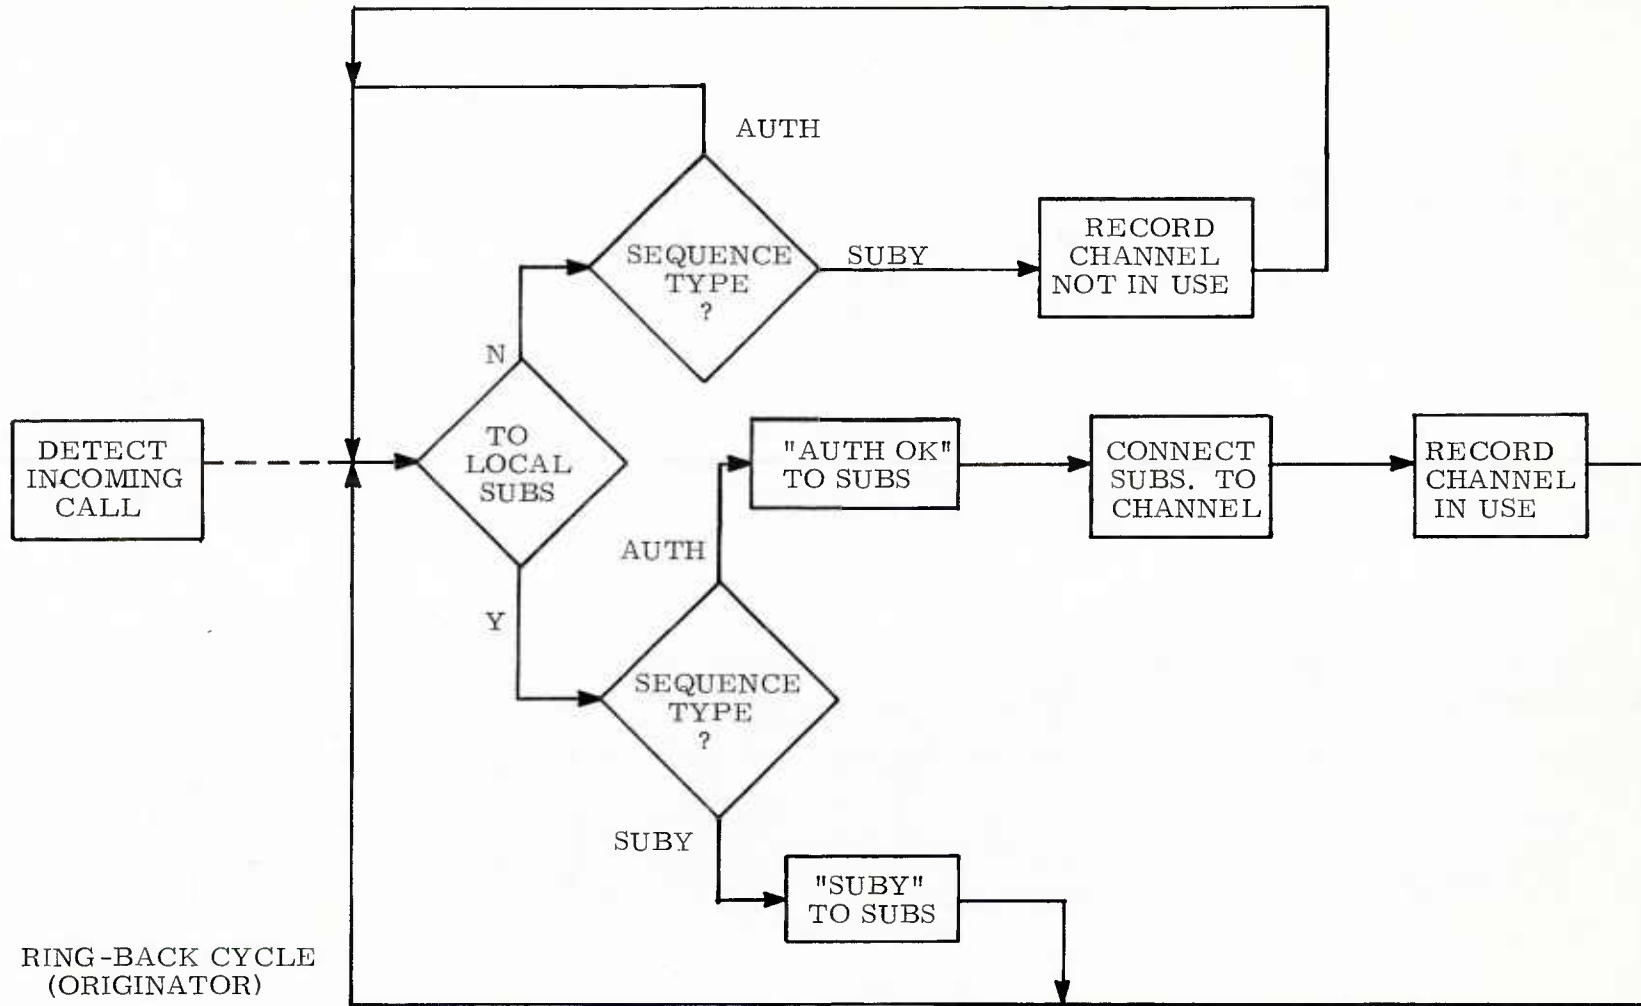 AUTH
SEQUENCE
TYPE
?
SUBY
RECORD
CHANNEL
NOT IN USE
N
DETECT
INCOMING
CALL
TO
LOCAL
SUBS
"AUTH OK"
TO SUBS
CONNECT
SUBS. TO
CHANNEL
RECORD
CHANNEL
IN USE
AUTH
Y
SEQUENCE
TYPE
?
SUBY
"SUBY"
TO SUBS
RING-BACK CYCLE
(ORIGINATOR)